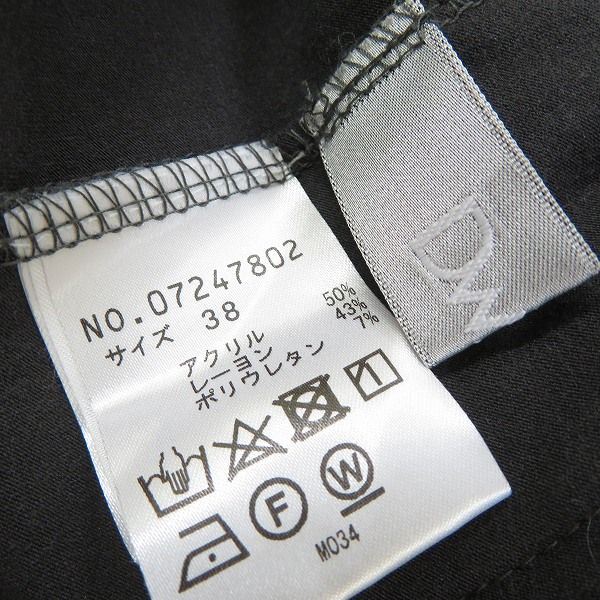 NO.07247802
サイズ 38
アクリル 50%
レーヨン 43%
ポリウレタン 7%
F W
M034